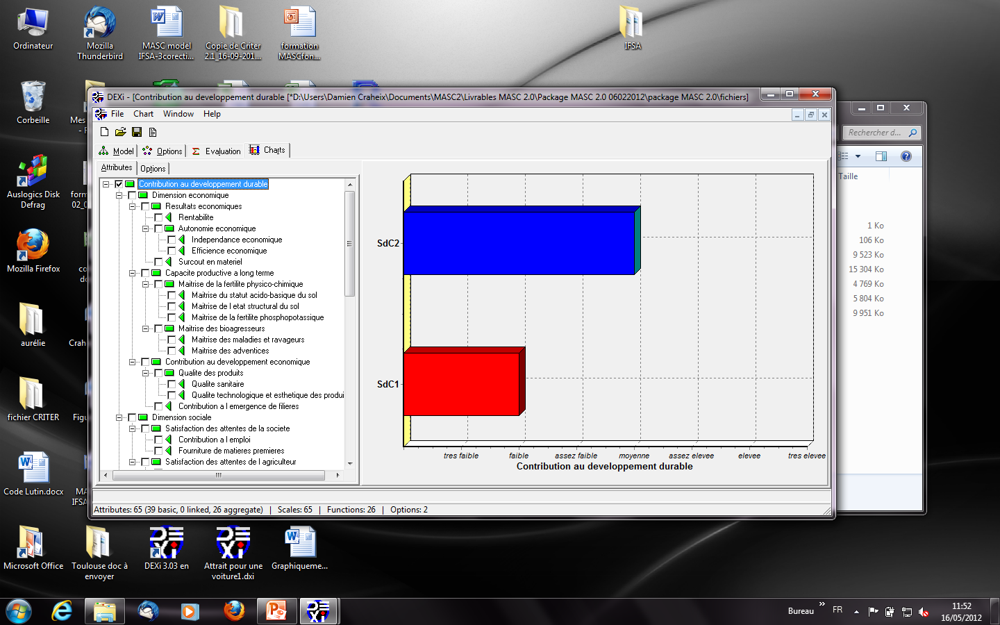 Ordinateur
Mozilla
Thunderbird
MASC model
IFSA-3corecti...
Copie de Criter
2.1_16-09-201...
formation
MASCfon...
IFSA
Corbeille
Auslogics Disk
Defrag
Mozilla Firefox
aurélie
fichier CRITER
Code Lutin.docx
Microsoft Office
Toulouse doc à
envoyer
DEXi 3.03 en
Attrait pour une
voiture1.dxi
Graphiqueme...
DEXi - [Contribution au developpement durable [*D:\Users\Damien Craheix\Documents\MASC2\Livrables MASC 2.0\Package MASC 2.0 06022012\package MASC 2.0\fichiers]
File Chart Window Help
Model Options Evaluation Charts
Attributes Options
Contribution au developpement durable
Dimension economique
Resultats economiques
Rentabilite
Autonomie economique
Independance economique
Efficience economique
Surcout en materiel
Capacite productive a long terme
Maitrise de la fertilite physico-chimique
Maitrise du statut acido-basique du sol
Maitrise de l etat structural du sol
Maitrise de la fertilite phosphopotassique
Maitrise des bioagresseurs
Maitrise des maladies et ravageurs
Maitrise des adventices
Contribution au developpement economique
Qualite des produits
Qualite sanitaire
Qualite technologique et esthetique des produi
Contribution a l emergence de filieres
Dimension sociale
Satisfaction des attentes de la societe
Contribution a l emploi
Fourniture de matieres premieres
Satisfaction des attentes de l agriculteur
SdC2
SdC1
tres faible faible assez faible moyenne assez elevee elevee tres elevee
Contribution au developpement durable
Attributes: 65 (39 basic, 0 linked, 26 aggregate) | Scales: 65 | Functions: 26 | Options: 2
Rechercher d...
Taille
1 Ko
106 Ko
9 523 Ko
15 304 Ko
4 769 Ko
5 804 Ko
9 951 Ko
Bureau » FR
11:52
16/05/2012